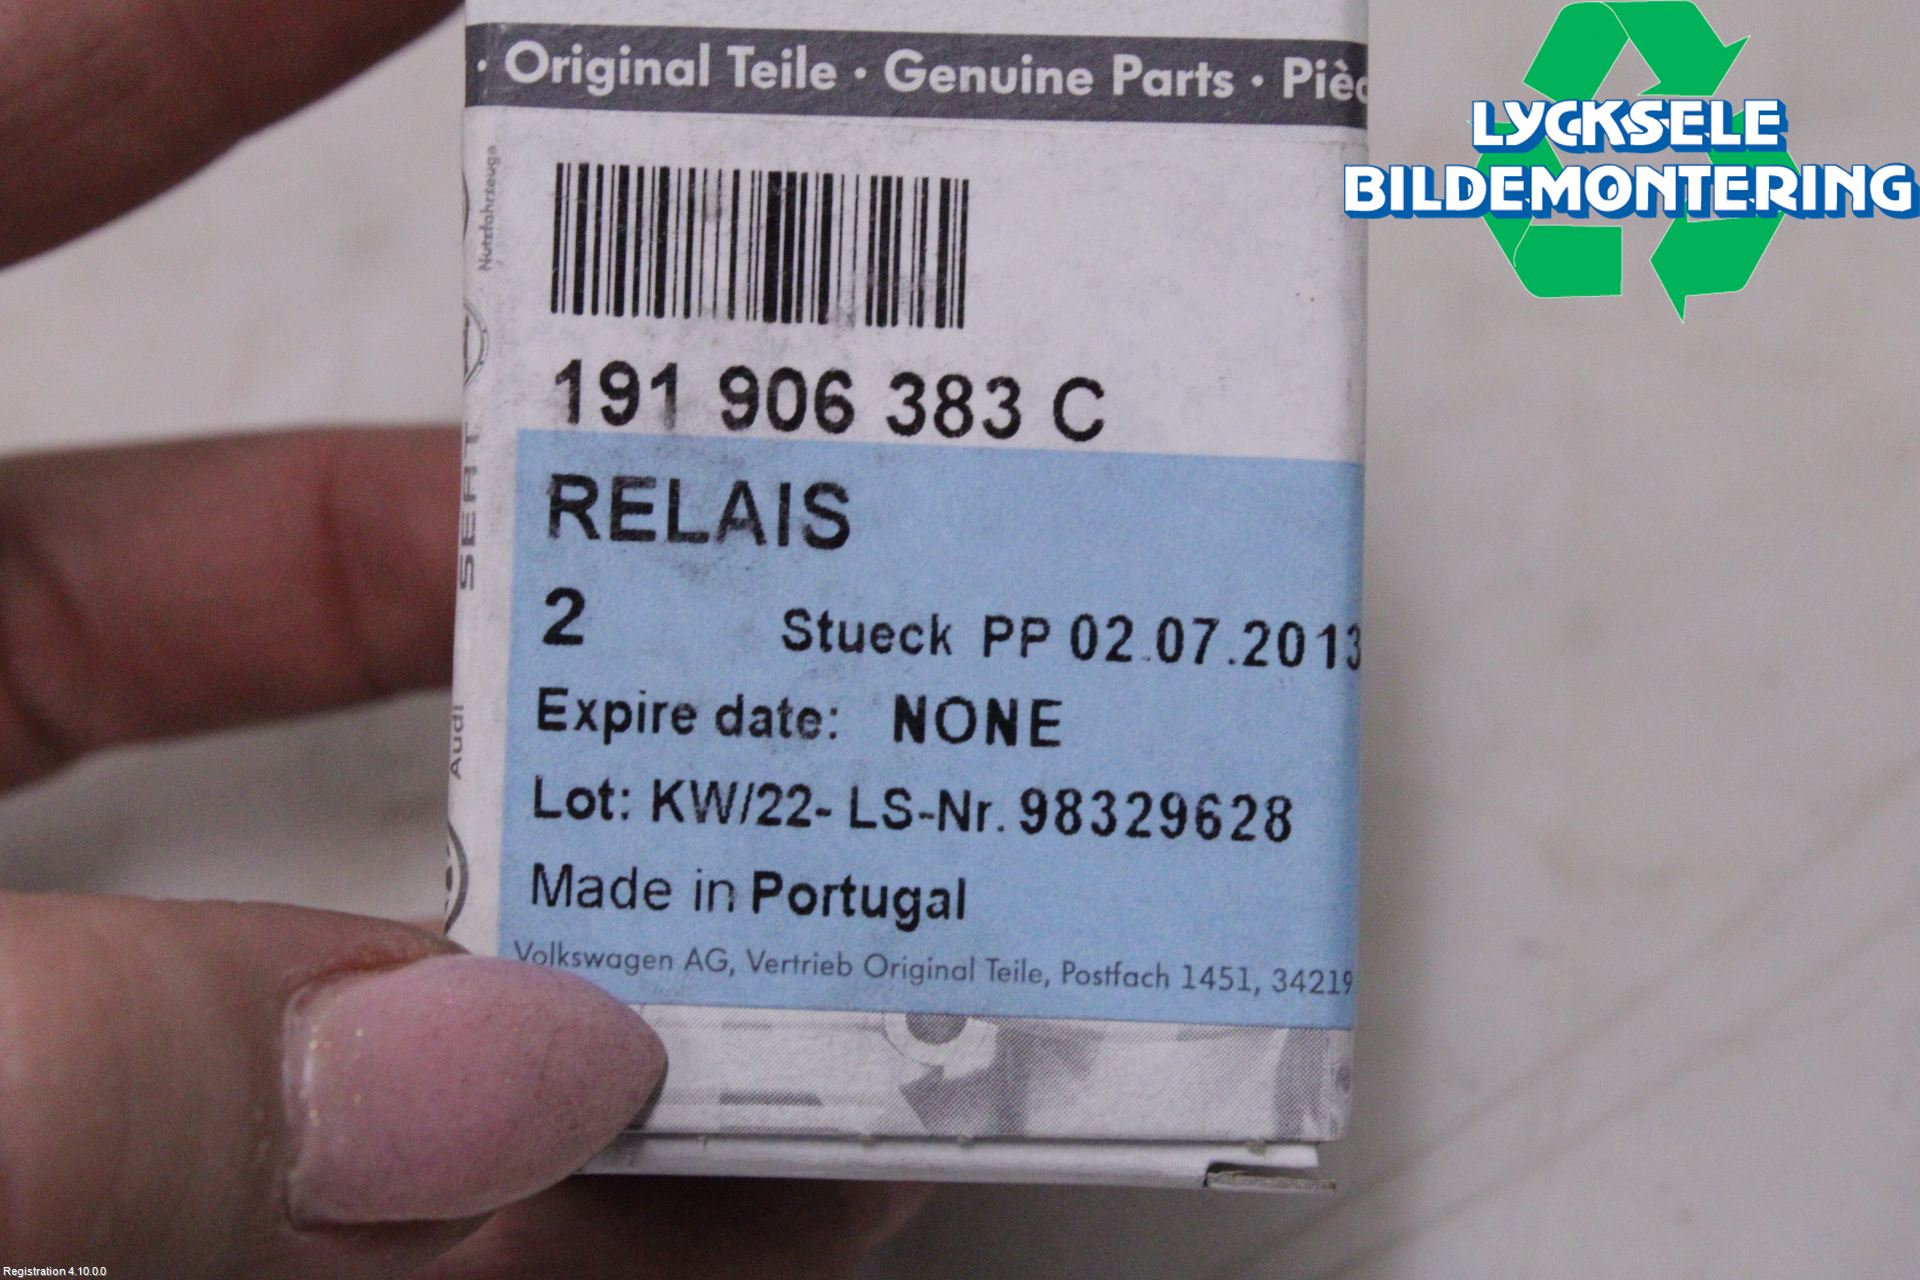 · Original Teile · Genuine Parts · Pièc
LYCKSELE
BILDEMONTERING
Nutzfahrzeuge
191 906 383 C
RELAIS
2 Stueck PP 02.07.2013
SEAT
Expire date: NONE
Audi
Lot: KW/22- LS-Nr. 98329628
Made in Portugal
Volkswagen AG, Vertrieb Original Teile, Postfach 1451, 34219
Registration 4.10.0.0